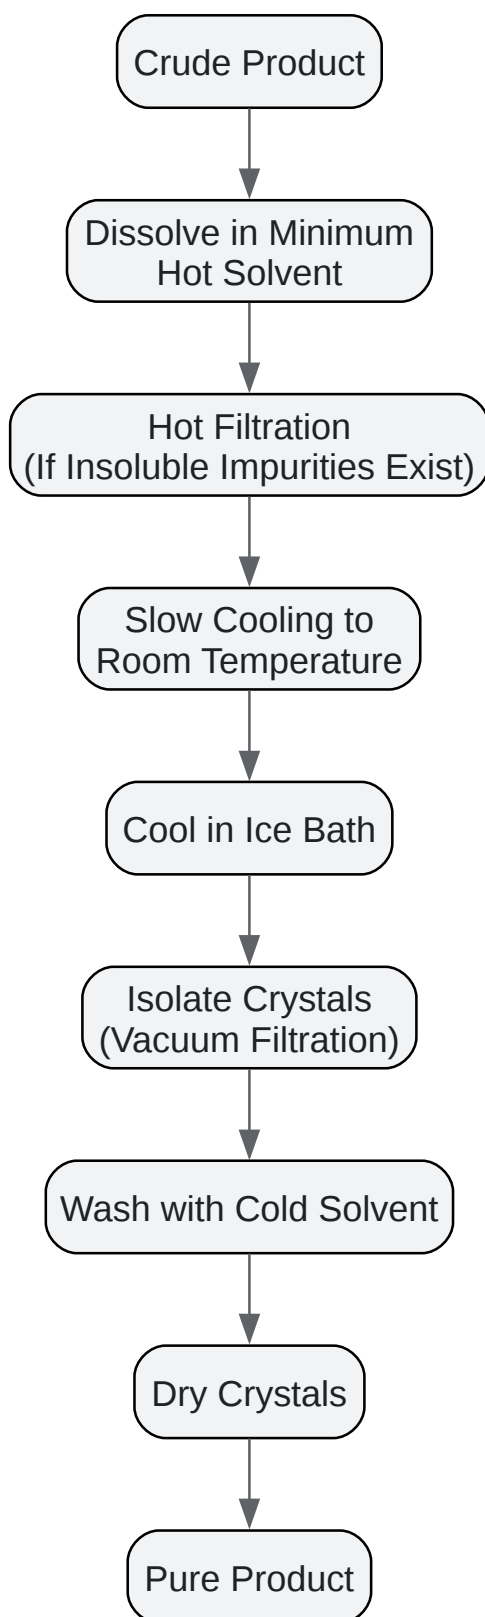 Crude Product
Dissolve in Minimum
Hot Solvent
Hot Filtration
(If Insoluble Impurities Exist)
Slow Cooling to
Room Temperature
Cool in Ice Bath
Isolate Crystals
(Vacuum Filtration)
Wash with Cold Solvent
Dry Crystals
Pure Product